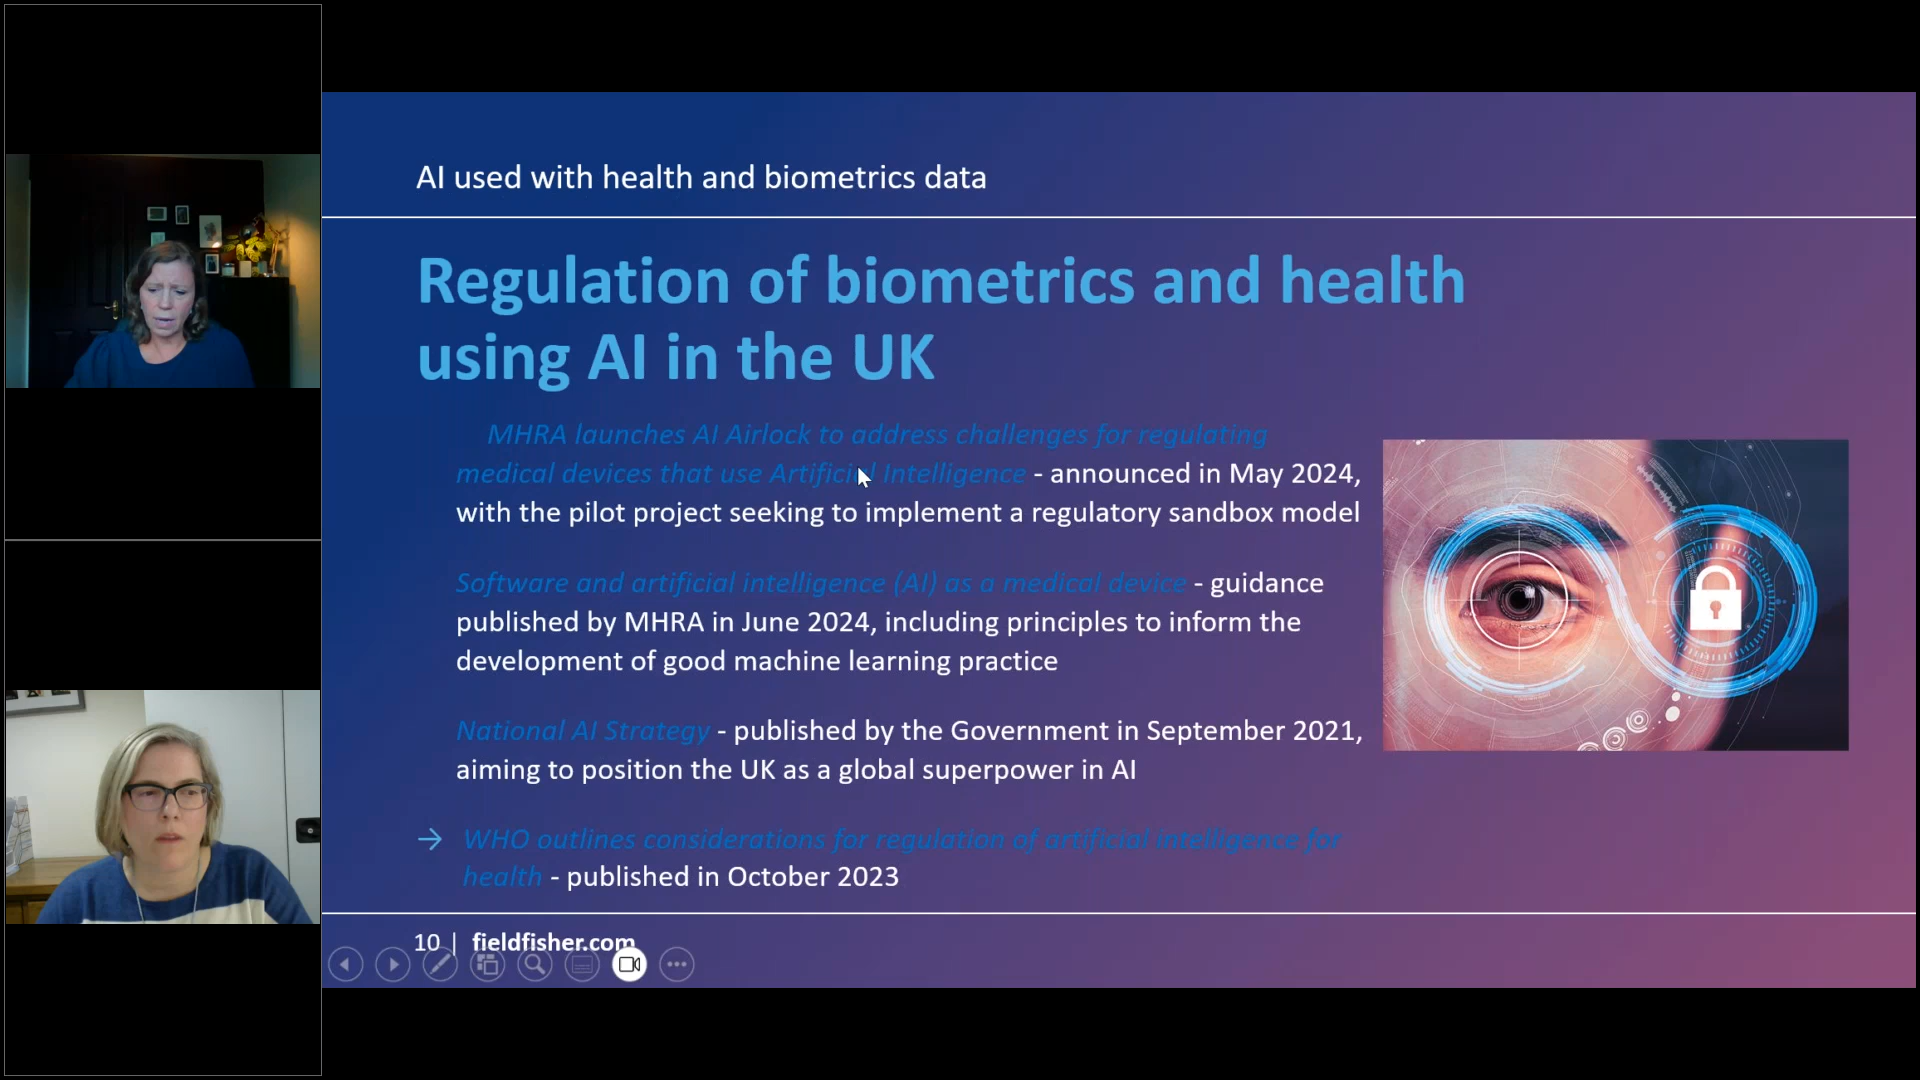 AI used with health and biometrics data
Regulation of biometrics and health
using AI in the UK
MHRA launches AI Airlock to address challenges for regulating
medical devices that use Artificial Intelligence - announced in May 2024,
with the pilot project seeking to implement a regulatory sandbox model
Software and artificial intelligence (AI) as a medical device - guidance
published by MHRA in June 2024, including principles to inform the
development of good machine learning practice
National AI Strategy - published by the Government in September 2021,
aiming to position the UK as a global superpower in AI
→ WHO outlines considerations for regulation of artificial intelligence for
health - published in October 2023
10 | fieldfisher.com